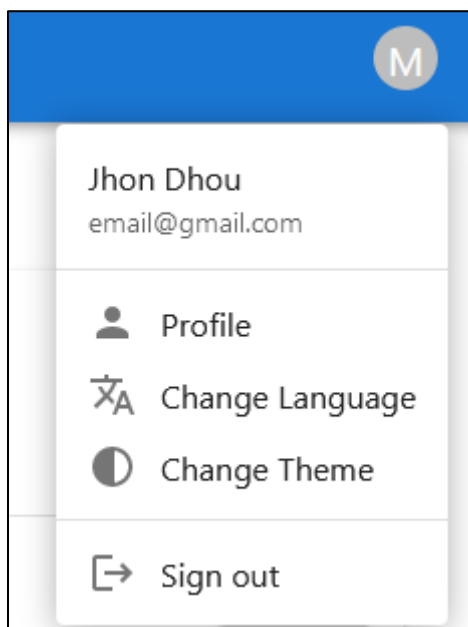 M
Jhon Dhou
email@gmail.com
Profile
Change Language
Change Theme
Sign out